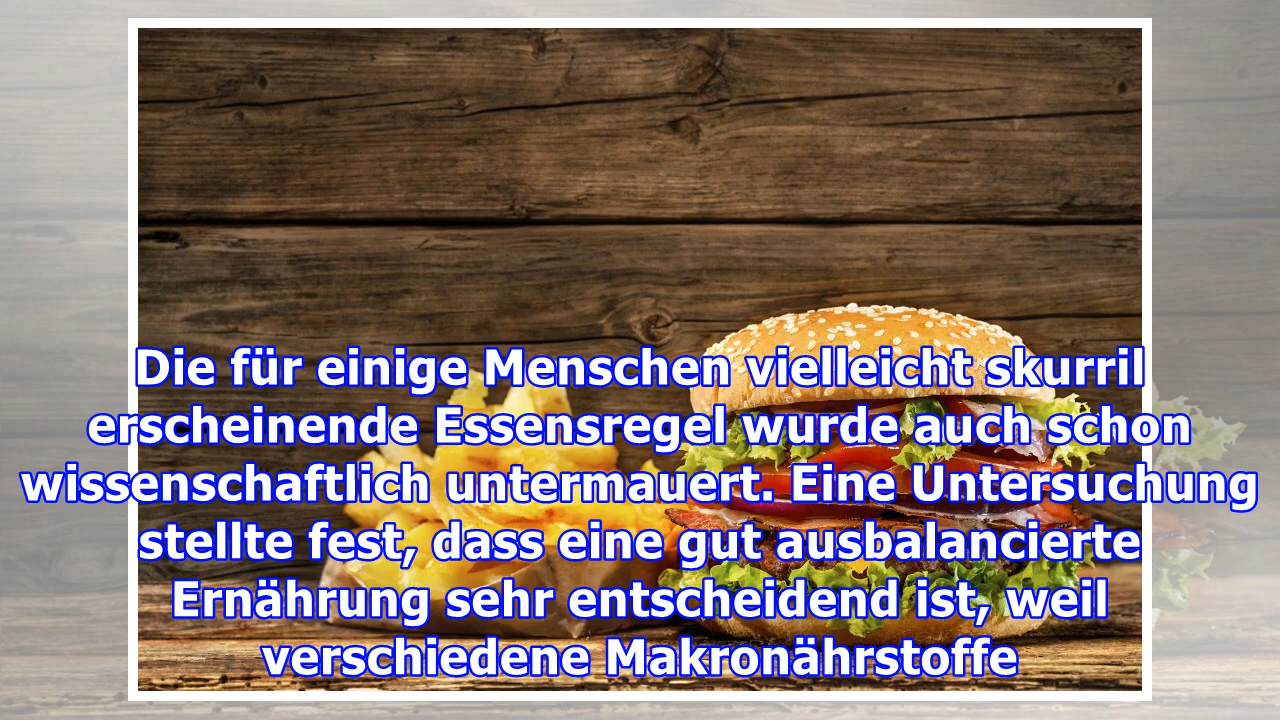 Die für einige Menschen vielleicht skurril
erscheinende Essensregel wurde auch schon
wissenschaftlich untermauert. Eine Untersuchung
stellte fest, dass eine gut ausbalancierte
Ernährung sehr entscheidend ist, weil
verschiedene Makronährstoffe